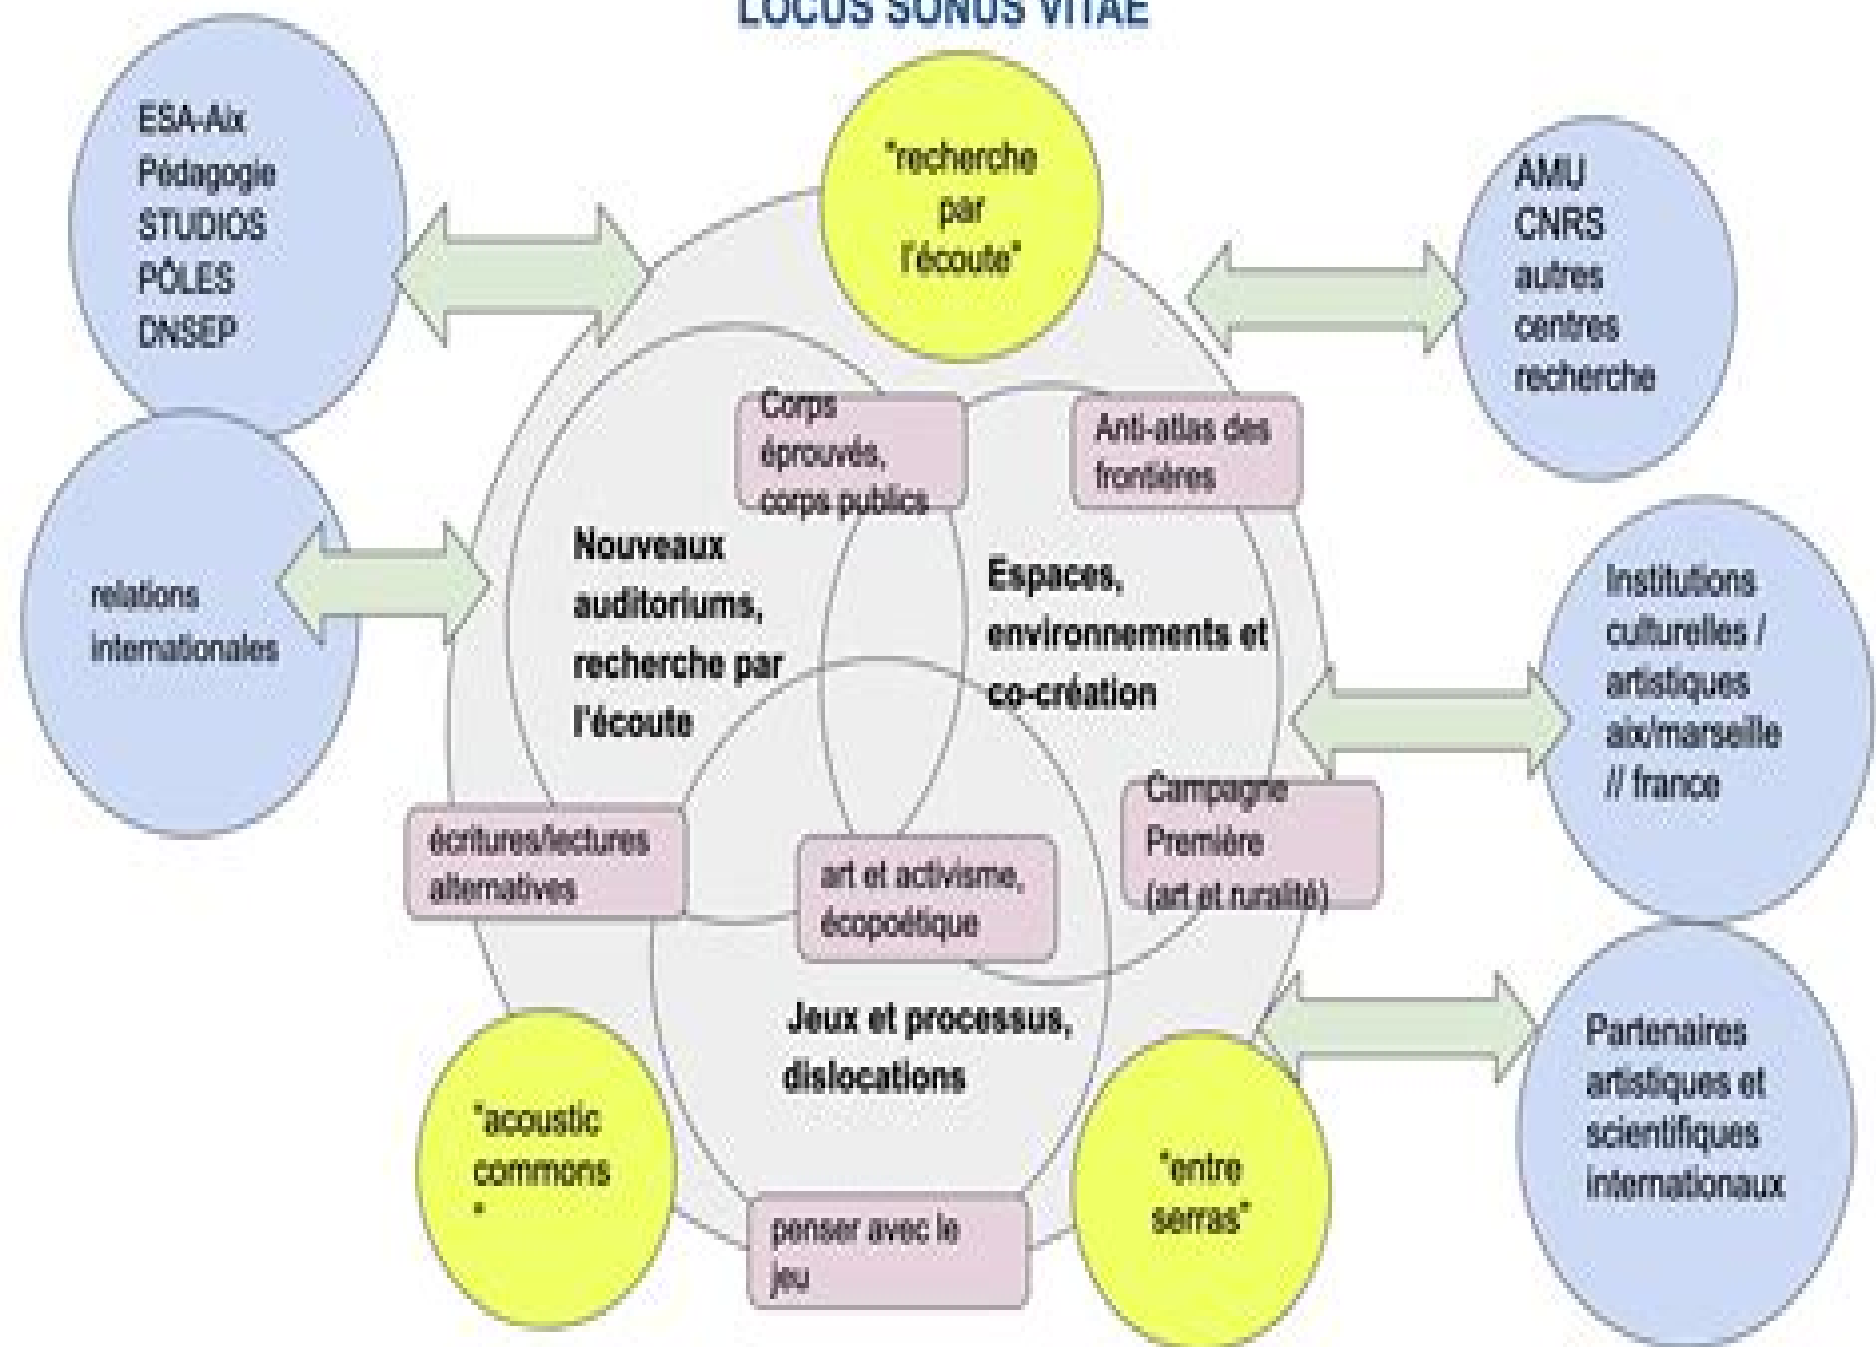 LOCUS SONUS VITAE
ESA-Aix
Pédagogie
STUDIOS
PÔLES
DNSEP
"recherche
par
l'écoute"
AMU
CNRS
autres
centres
recherche
relations
internationales
Corps
éprouvés,
corps publics
Anti-atlas des
frontières
Nouveaux
auditoriums,
recherche par
l'écoute
Espaces,
environnements et
co-création
Institutions
culturelles /
artistiques
aix/marseille
// france
écritures/lectures
alternatives
art et activisme,
écopoétique
Campagne
Première
(art et ruralité)
Jeux et processus,
dislocations
"acoustic
commons
"
"entre
serras"
Partenaires
artistiques et
scientifiques
internationaux
penser avec le
jeu